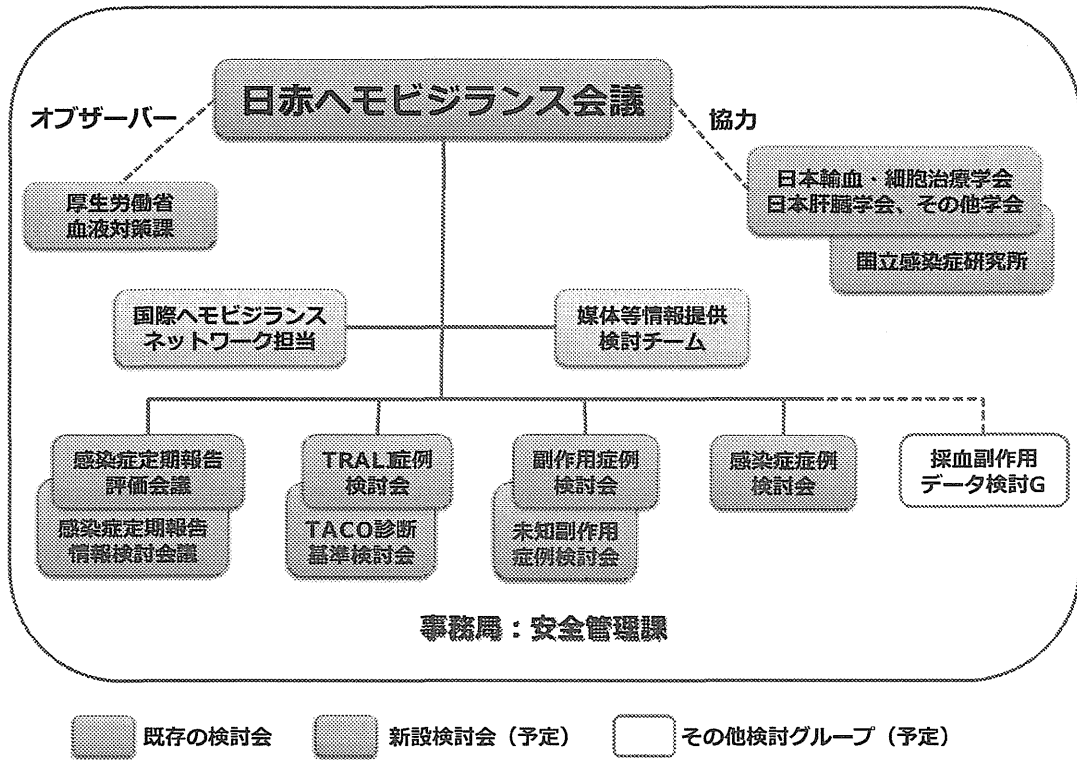 日赤ヘモビジランス会議
オブザーバー
協力
厚生労働省
血液対策課
日本輸血・細胞治療学会
日本肝臓学会、その他学会
国立感染症研究所
国際ヘモビジランス
ネットワーク担当
媒体等情報提供
検討チーム
感染症定期報告
評価会議
感染症定期報告
情報検討会議
TRALI症例
検討会
TACO診断
基準検討会
副作用症例
検討会
未知副作用
症例検討会
感染症症例
検討会
採血副作用
データ検討G
事務局:安全管理課
既存の検討会
新設検討会(予定)
その他検討グループ(予定)